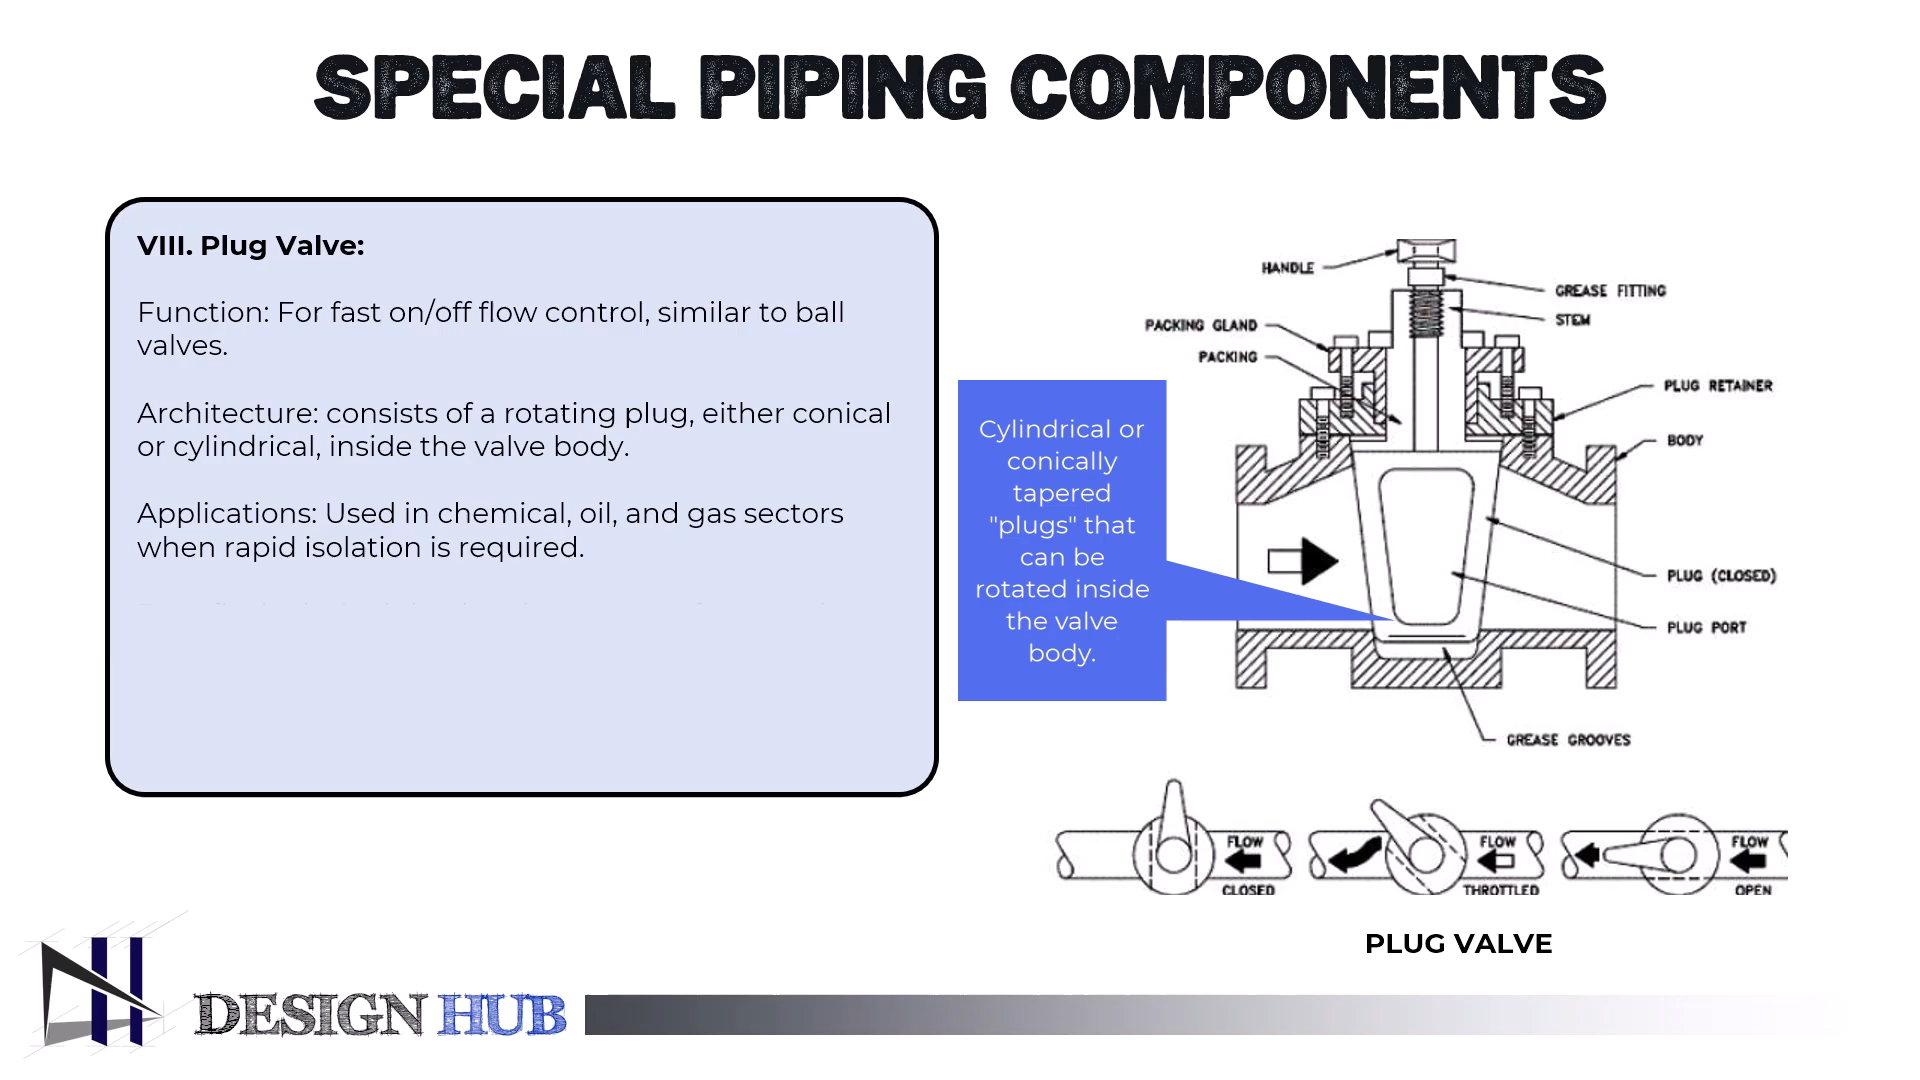 SPECIAL PIPING COMPONENTS
VIII. Plug Valve:
Function: For fast on/off flow control, similar to ball
valves.
Architecture: consists of a rotating plug, either conical
or cylindrical, inside the valve body.
Applications: Used in chemical, oil, and gas sectors
when rapid isolation is required.
Cylindrical or
conically
tapered
"plugs" that
can be
rotated inside
the valve
body.
HANDLE
GREASE FITTING
STEM
PACKING GLAND
PACKING
PLUG RETAINER
BODY
PLUG (CLOSED)
PLUG PORT
GREASE GROOVES
FLOW
CLOSED
FLOW
THROTTLED
FLOW
OPEN
PLUG VALVE
DESIGN HUB